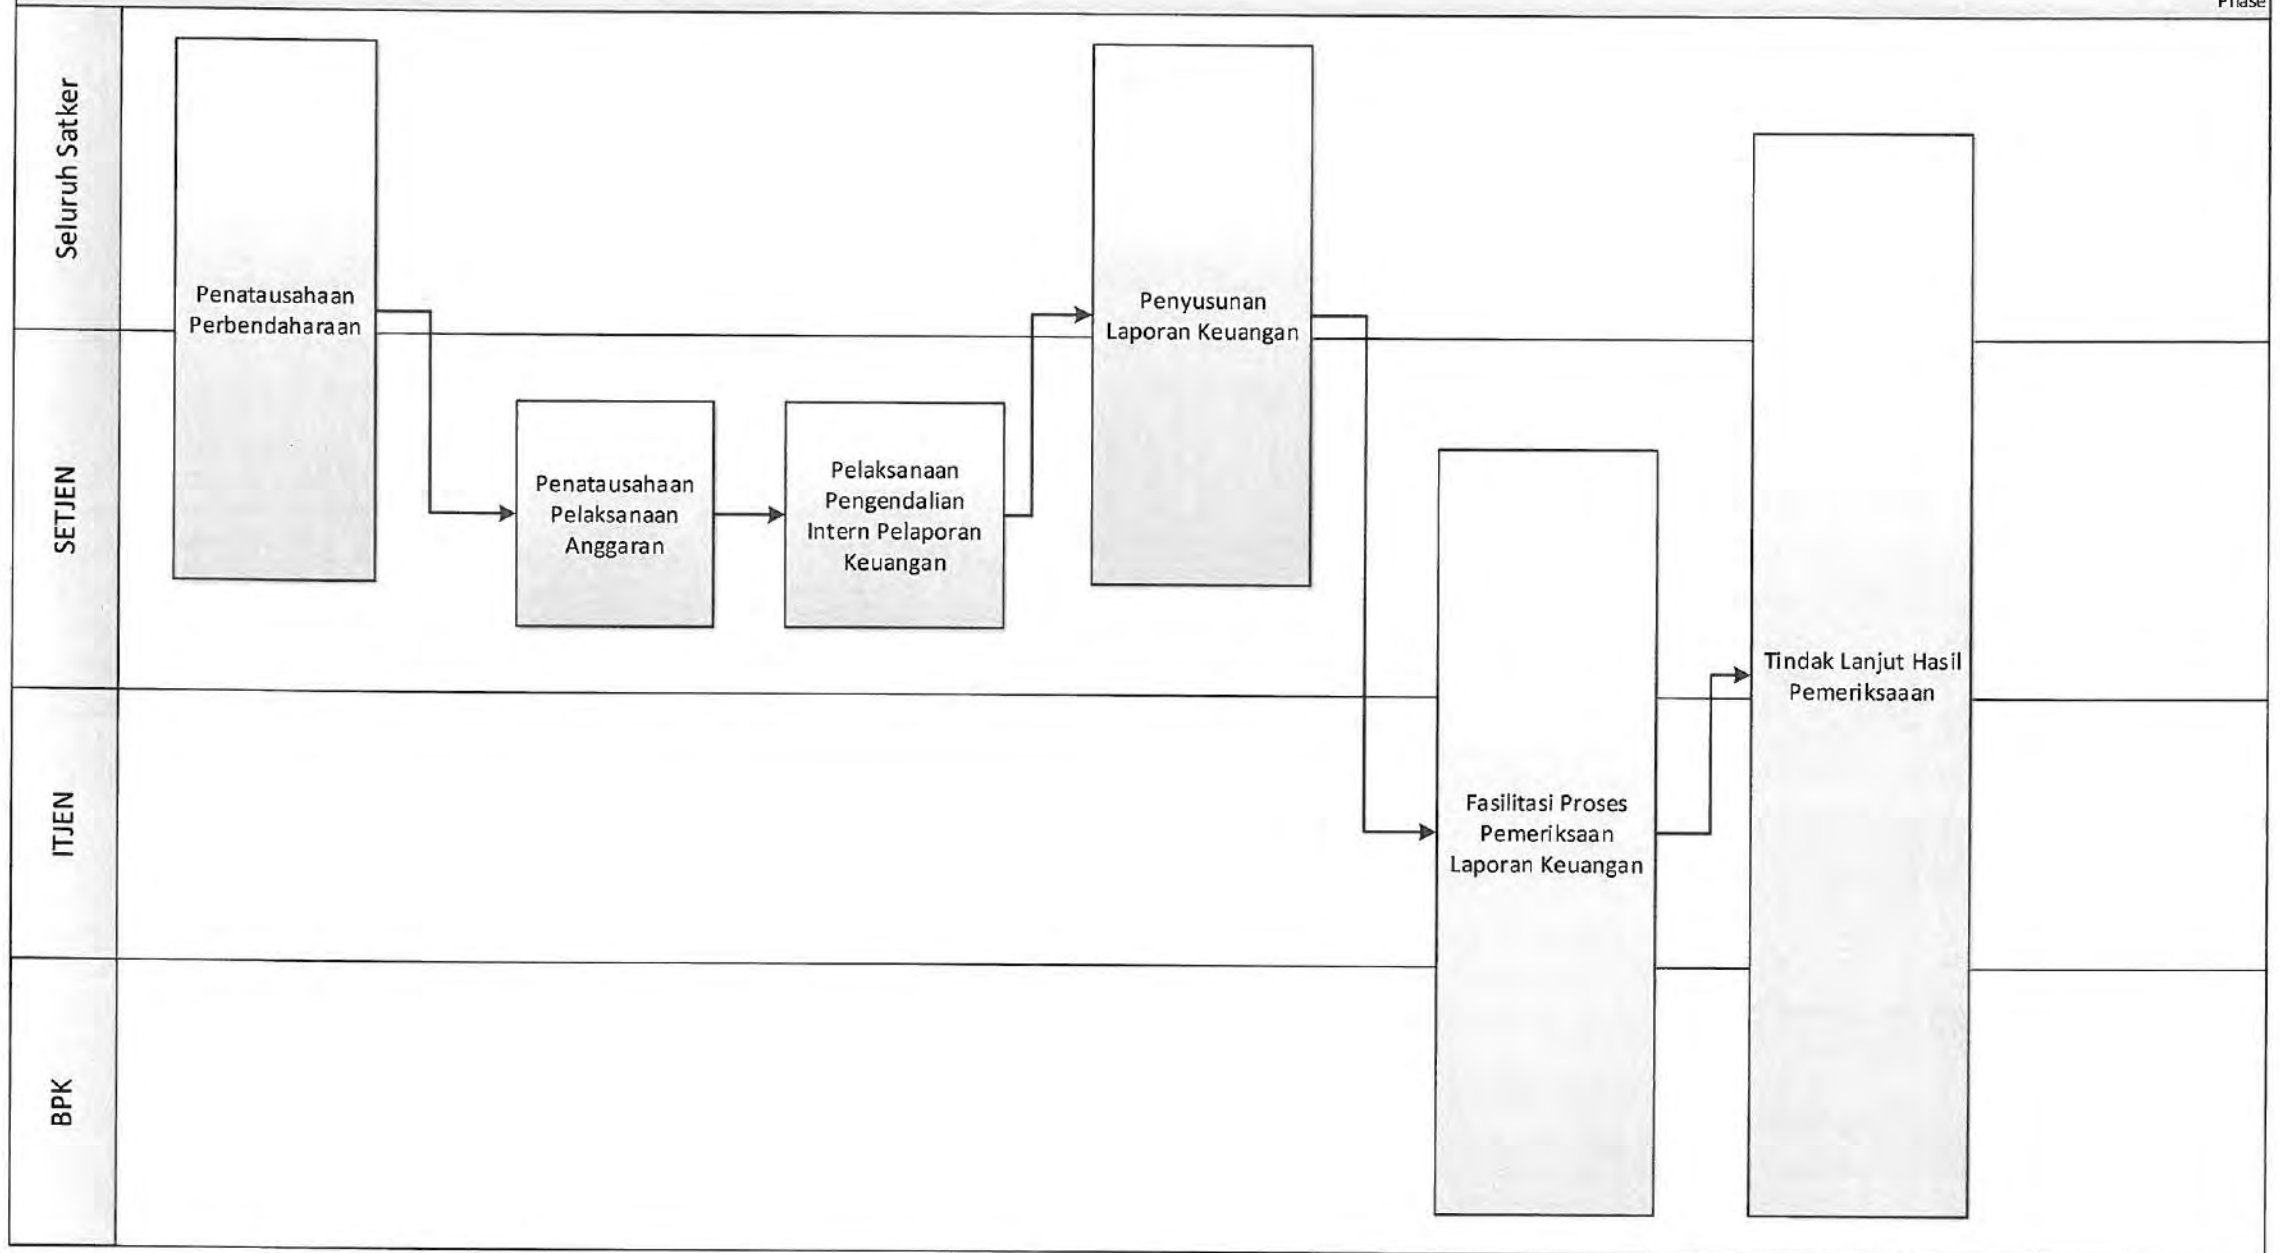 Phase
Seluruh Satker
Penatausahaan
Perbendaharaan
Penyusunan
Laporan Keuangan
SETJEN
Penatausahaan
Pelaksanaan
Anggaran
Pelaksanaan
Pengendalian
Intern Pelaporan
Keuangan
Tindak Lanjut Hasil
Pemeriksaaan
ITJEN
Fasilitasi Proses
Pemeriksaan
Laporan Keuangan
BPK